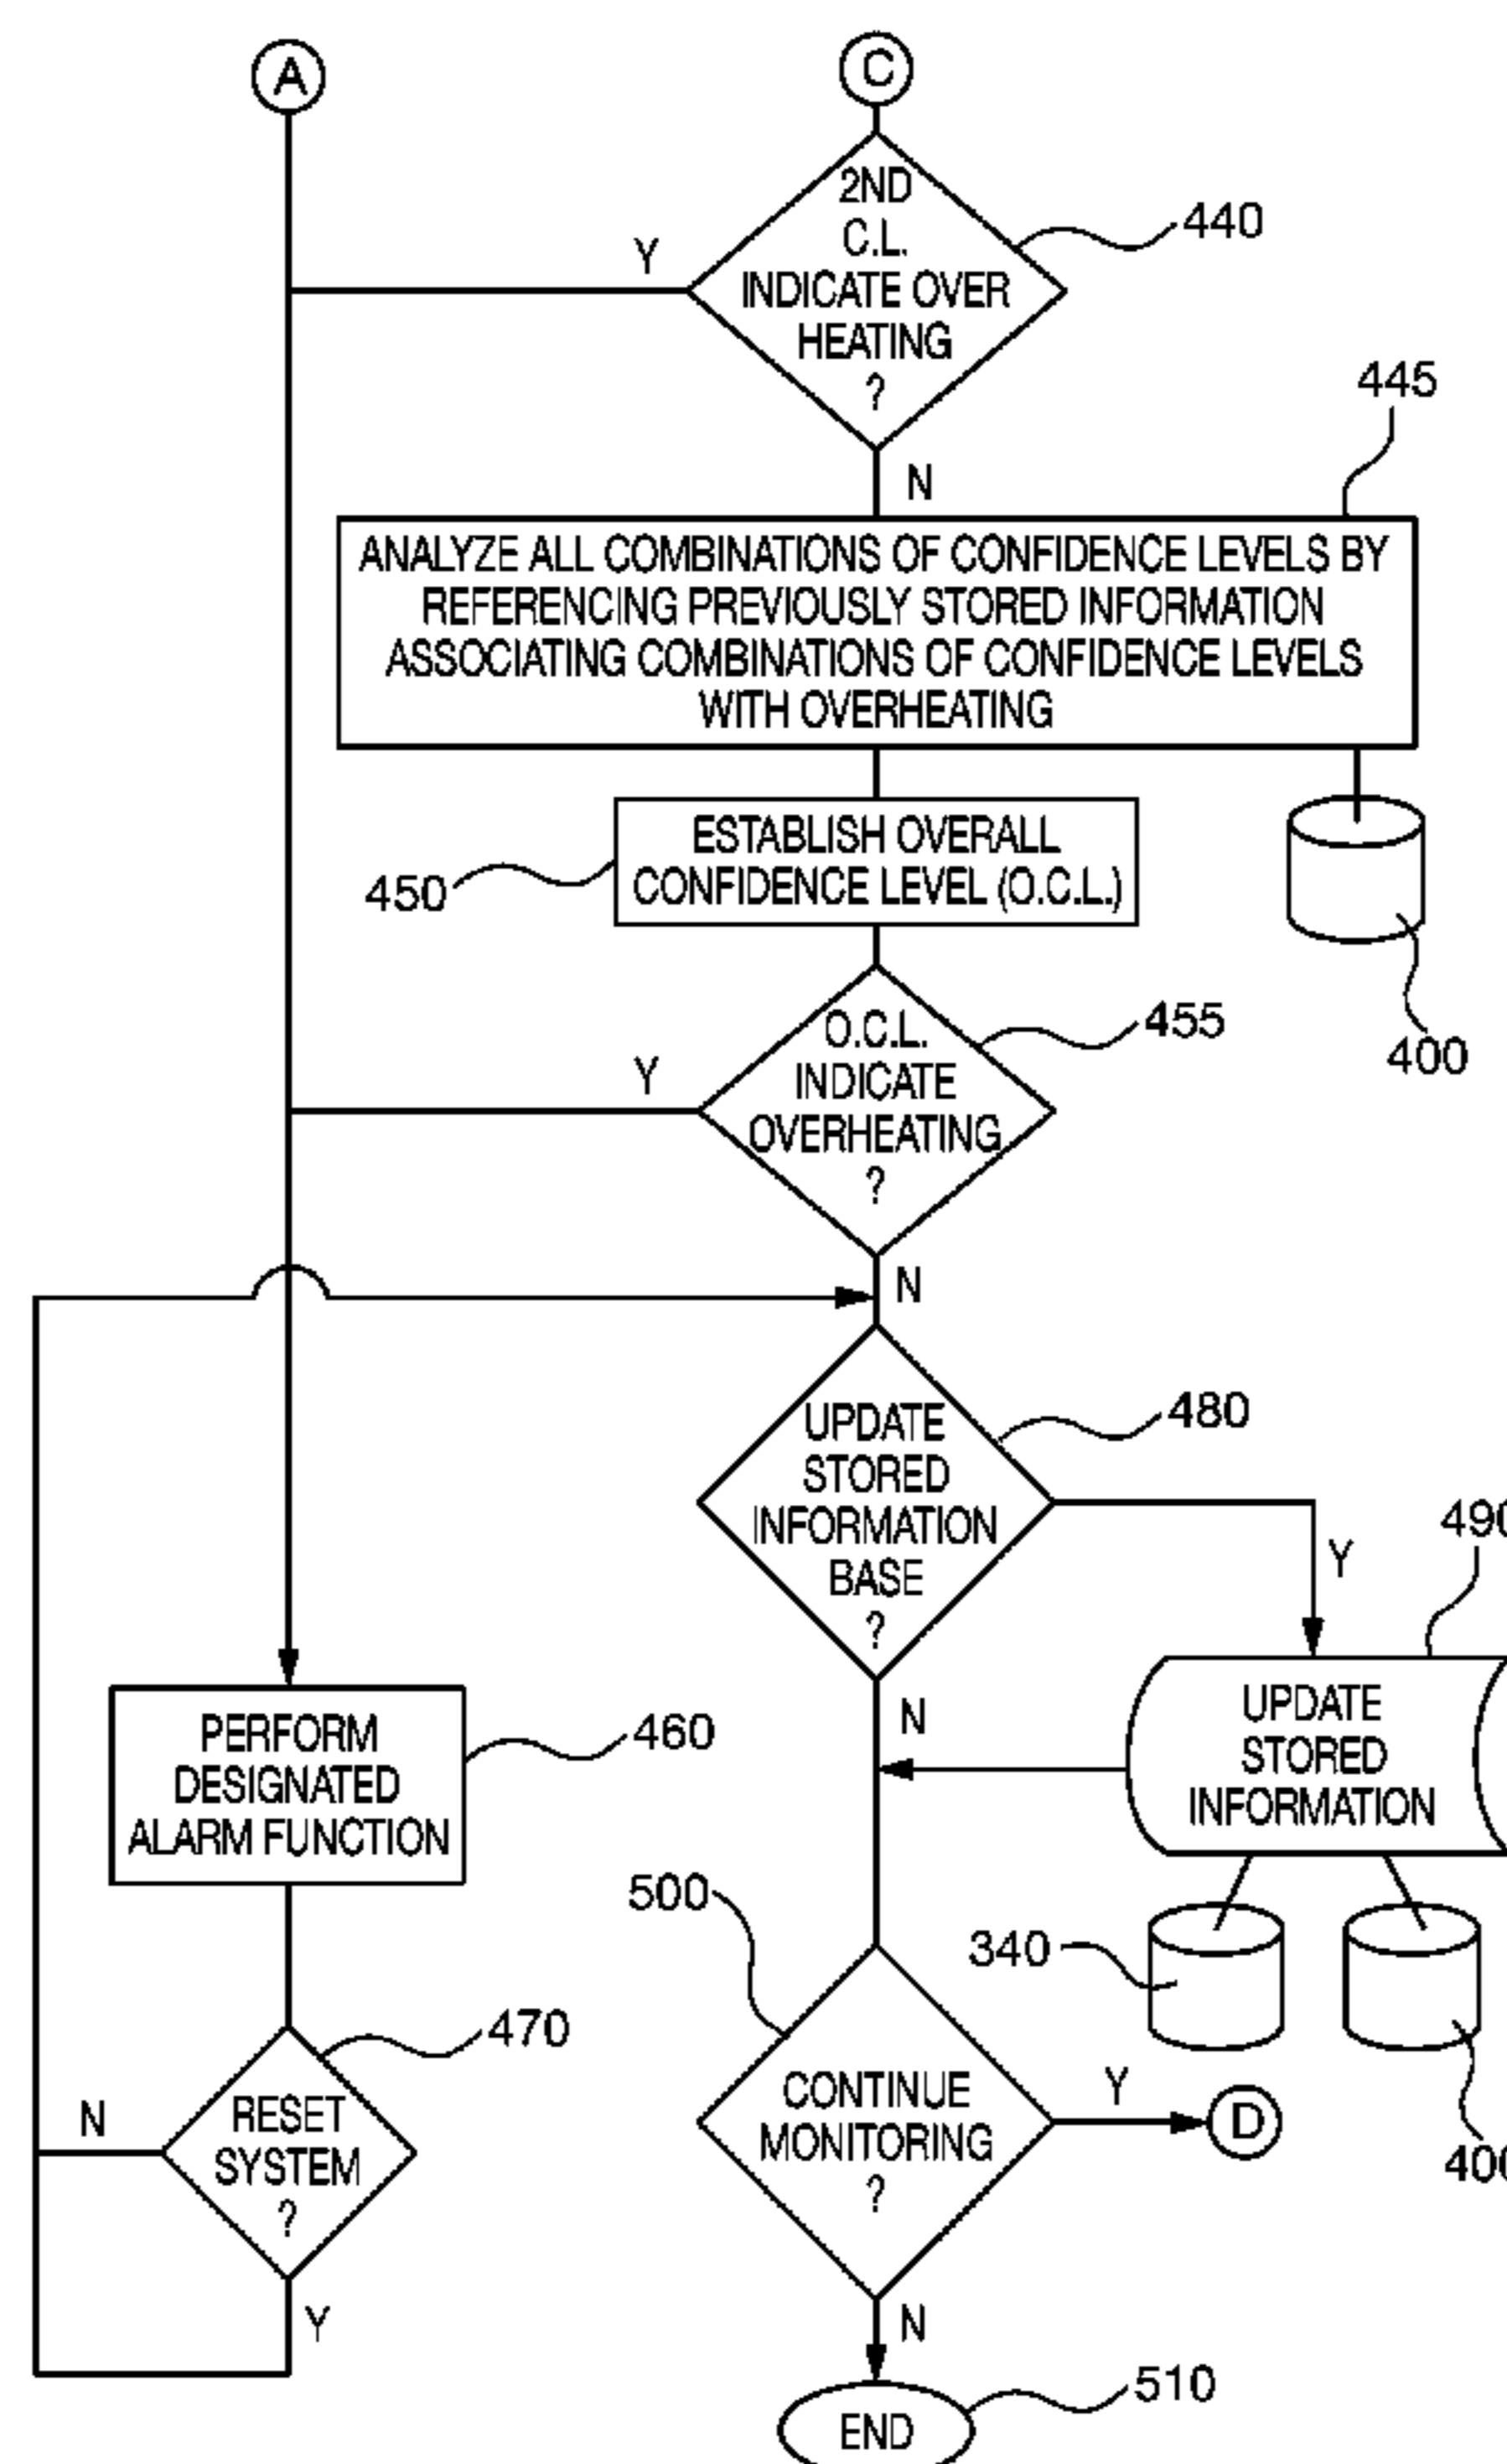 A
C
2ND
C.L.
INDICATE OVER
HEATING
?
440
Y
N
445
ANALYZE ALL COMBINATIONS OF CONFIDENCE LEVELS BY
REFERENCING PREVIOUSLY STORED INFORMATION
ASSOCIATING COMBINATIONS OF CONFIDENCE LEVELS
WITH OVERHEATING
ESTABLISH OVERALL
CONFIDENCE LEVEL (O.C.L.)
450
400
O.C.L.
INDICATE
OVERHEATING
?
455
Y
N
UPDATE
STORED
INFORMATION
BASE
?
480
Y
490
N
UPDATE
STORED
INFORMATION
340
400
PERFORM
DESIGNATED
ALARM FUNCTION
460
470
RESET
SYSTEM
?
N
Y
500
CONTINUE
MONITORING
?
Y
D
N
END
510